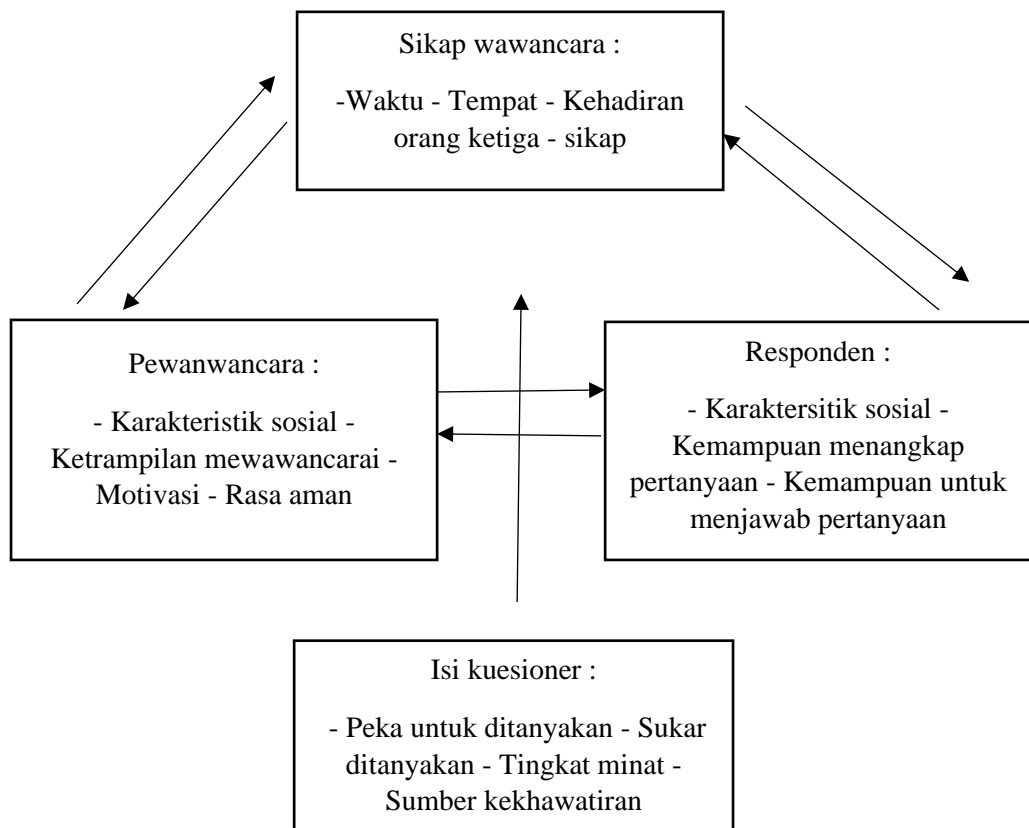 Sikap wawancara :
-Waktu - Tempat - Kehadiran
orang ketiga - sikap
Pewanwancara :
- Karakteristik sosial -
Ketrampilan mewawancarai -
Motivasi - Rasa aman
Responden :
- Karaktersitik sosial -
Kemampuan menangkap
pertanyaan - Kemampuan untuk
menjawab pertanyaan
Isi kuesioner :
- Peka untuk ditanyakan - Sukar
ditanyakan - Tingkat minat -
Sumber kekhawatiran